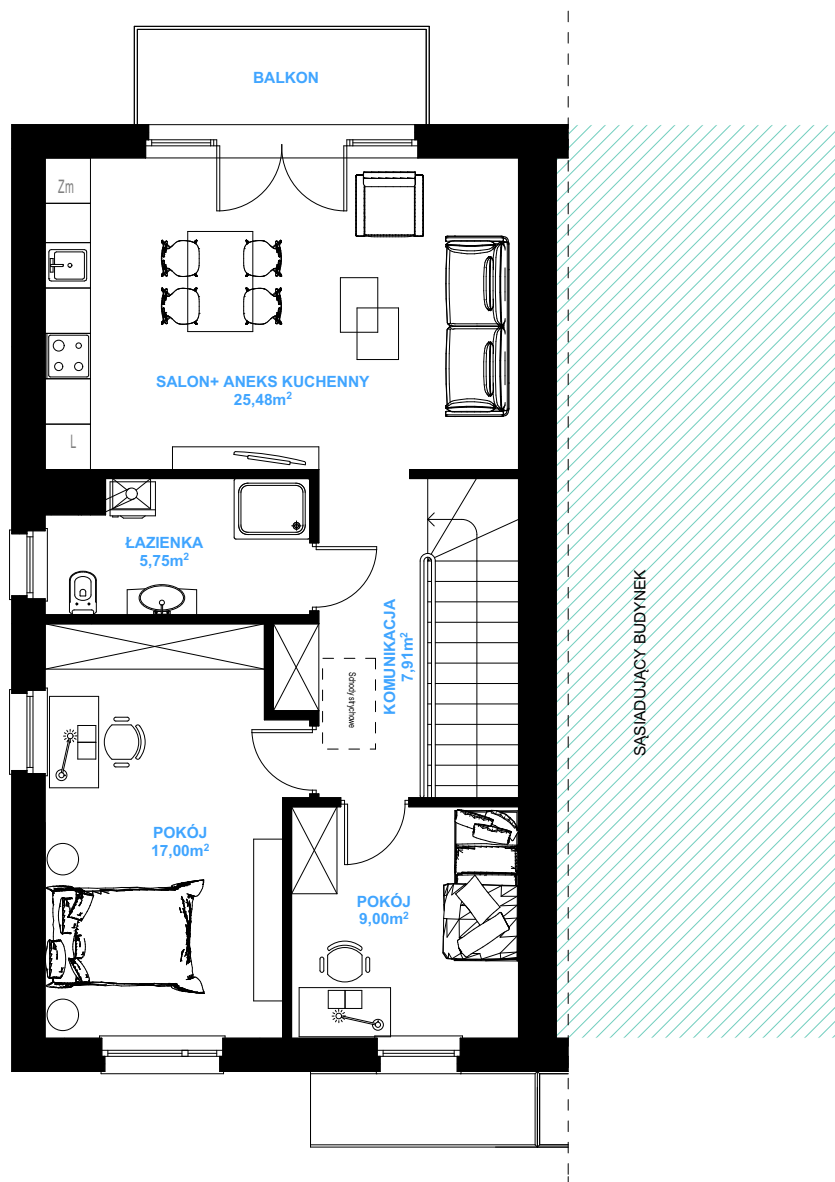 BALKON
Zm
SALON+ ANEKS KUCHENNY
25,48m²
L
ŁAZIENKA
5,75m²
KOMUNIKACJA
7,91m²
Schody strychowe
SĄSIADUJĄCY BUDYNEK
POKÓJ
17,00m²
POKÓJ
9,00m²